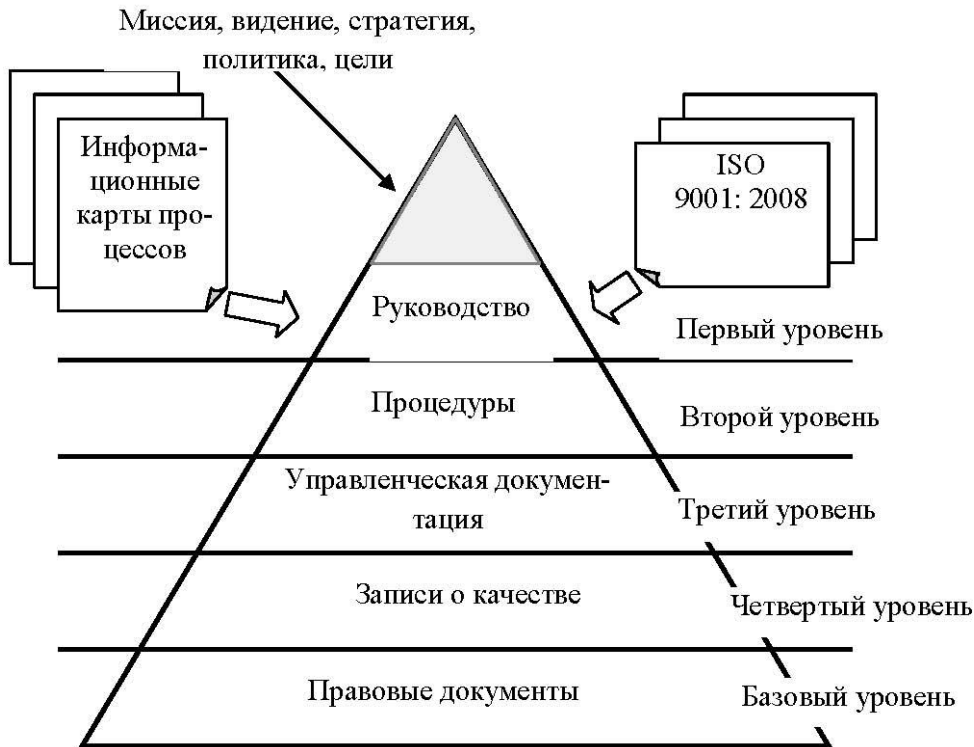 Миссия, видение, стратегия,
политика, цели
Информа-
ционные
карты про-
цессов
ISO
9001: 2008
Руководство
Первый уровень
Процедуры
Второй уровень
Управленческая докумен-
тация
Третий уровень
Записи о качестве
Четвертый уровень
Правовые документы
Базовый уровень